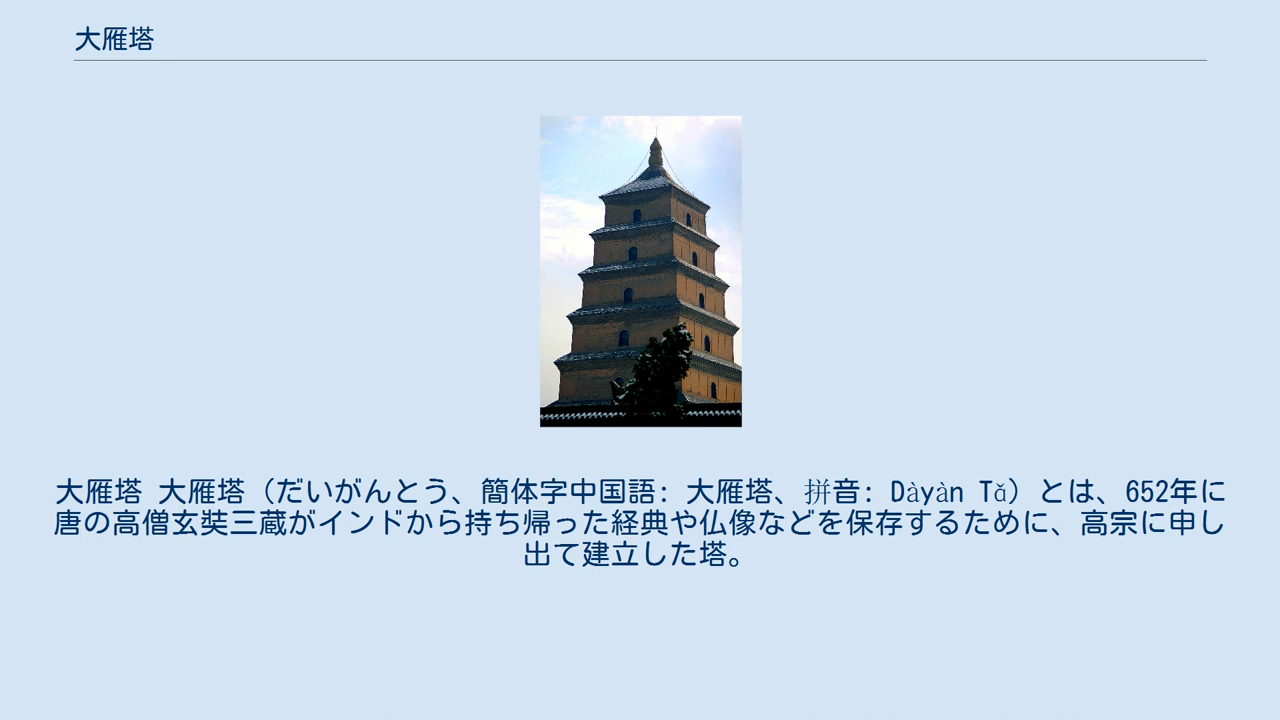 大雁塔
大雁塔 大雁塔（だいがんとう、簡体字中国語: 大雁塔、拼音: Dàyàn Tǎ）とは、652年に
唐の高僧玄奘三蔵がインドから持ち帰った経典や仏像などを保存するために、高宗に申し
出て建立した塔。